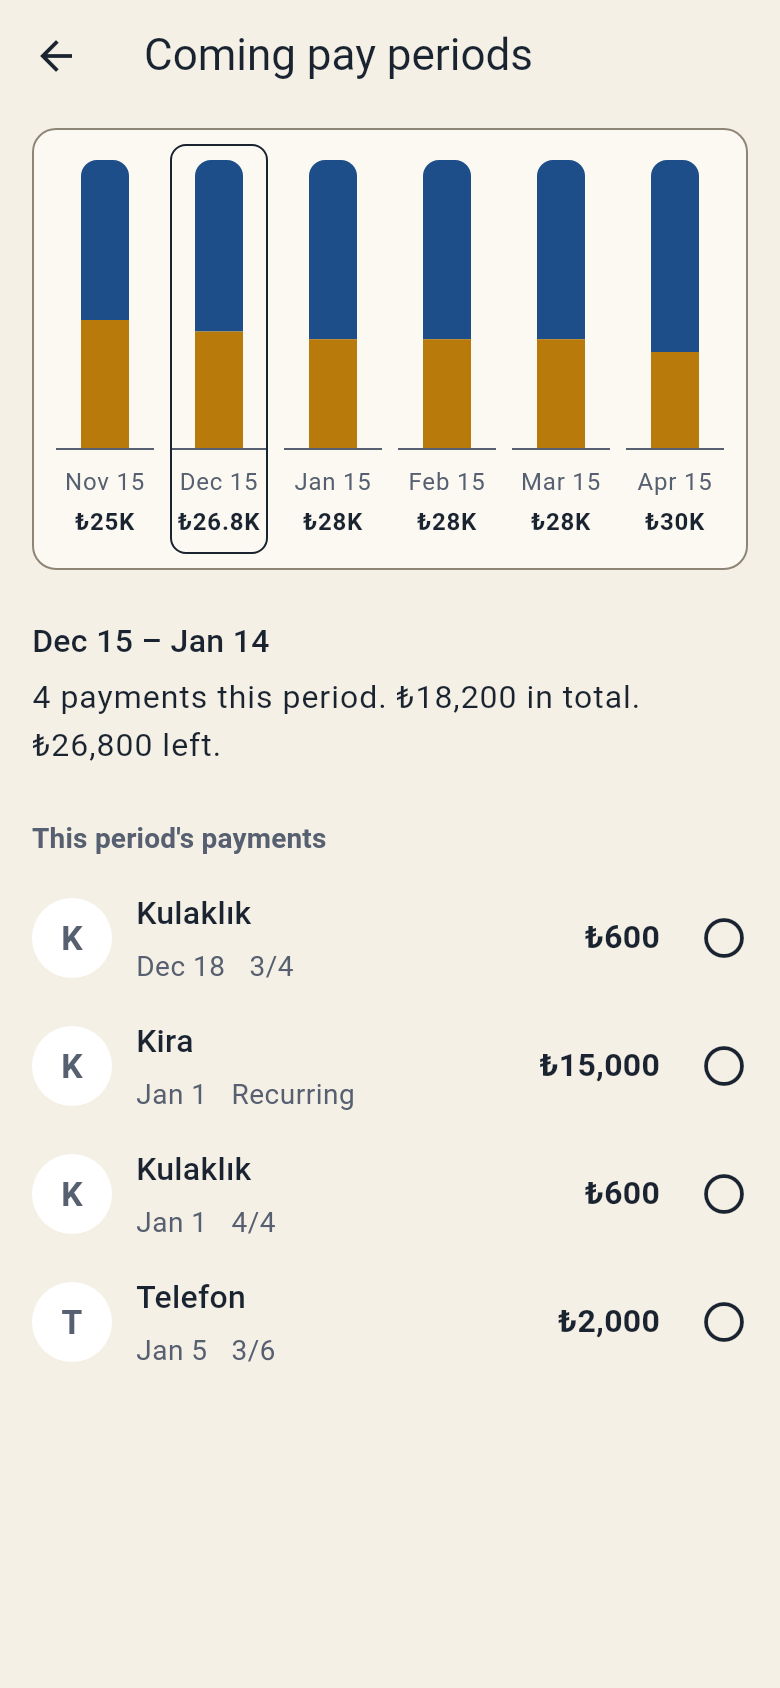 Coming pay periods
Nov 15 Dec 15 Jan 15 Feb 15 Mar 15 Apr 15
₺25K ₺26.8K ₺28K ₺28K ₺28K ₺30K
Dec 15 – Jan 14
4 payments this period. ₺18,200 in total.
₺26,800 left.
This period's payments
K Kulaklık ₺600
Dec 18 3/4
K Kira ₺15,000
Jan 1 Recurring
K Kulaklık ₺600
Jan 1 4/4
T Telefon ₺2,000
Jan 5 3/6